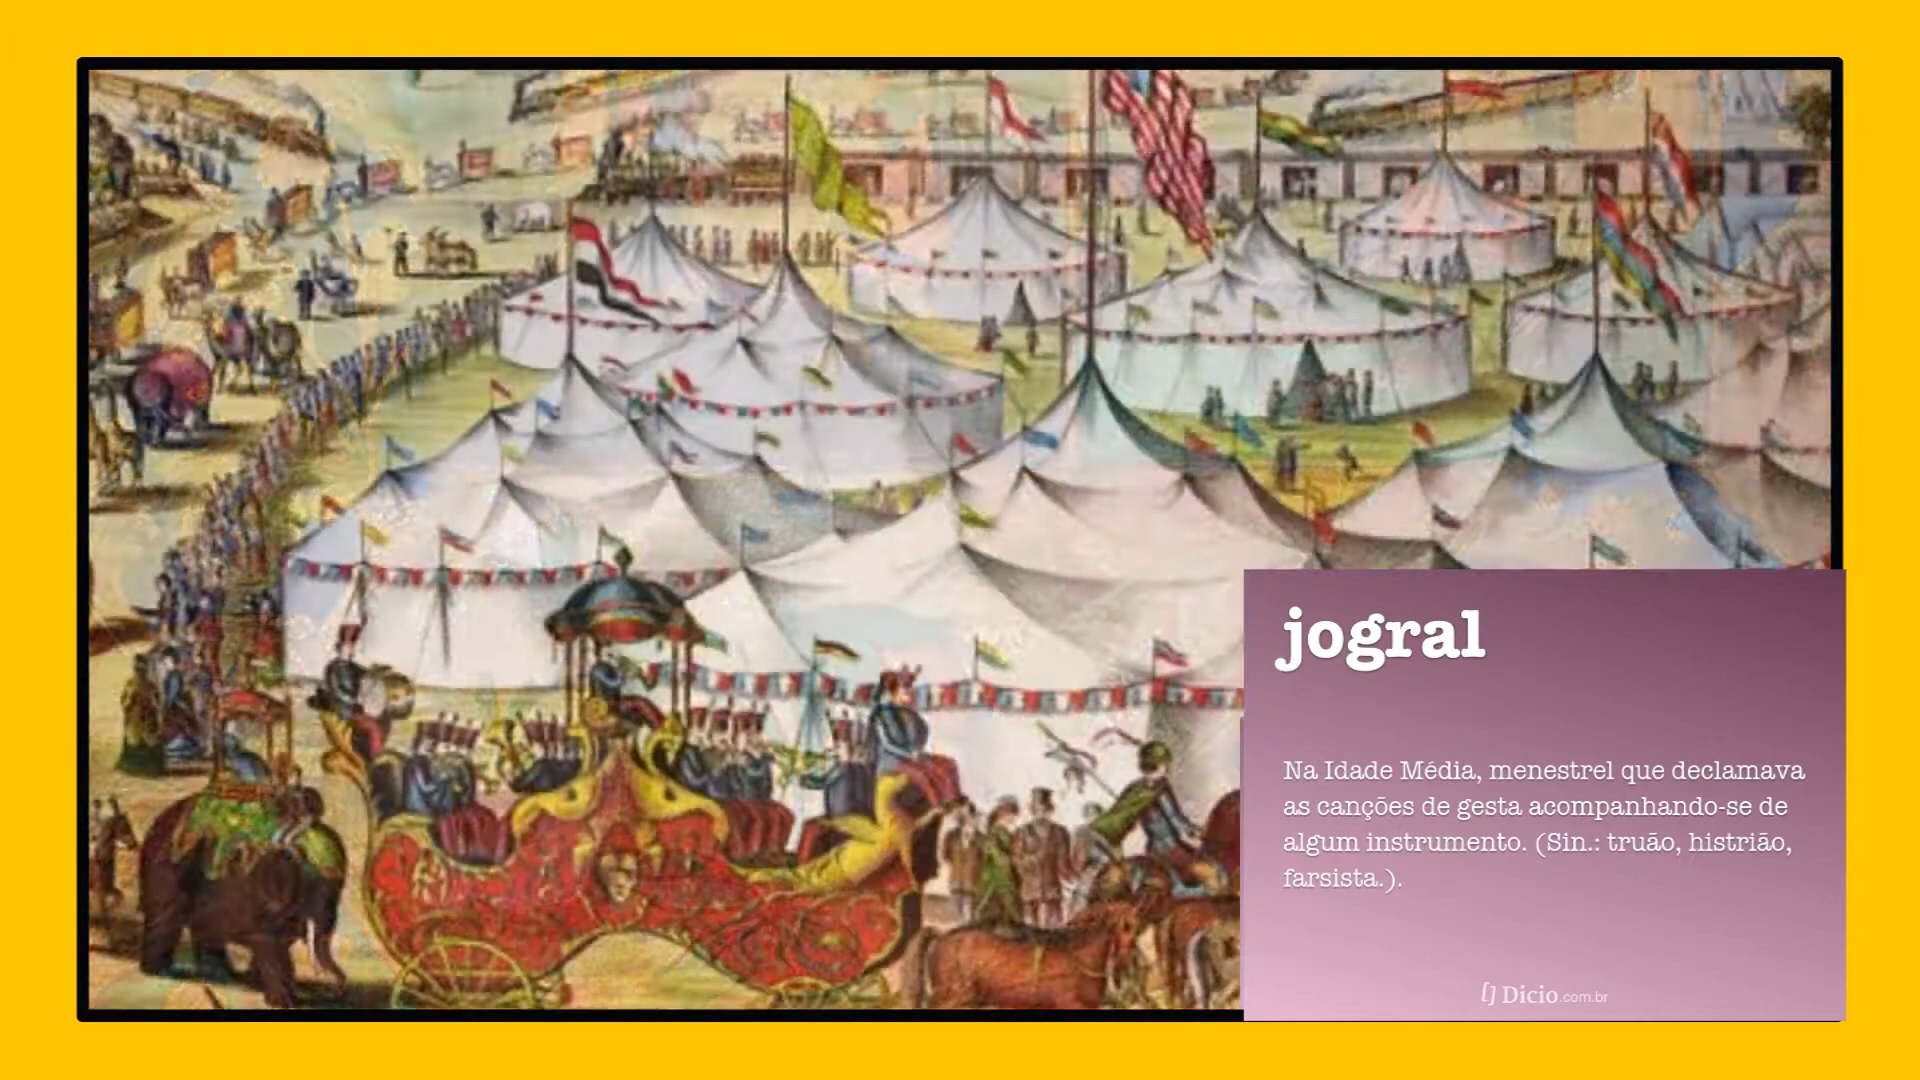 jogral
Na Idade Média, menestrel que declamava
as canções de gesta acompanhando-se de
algum instrumento. (Sin.: truão, histrião,
farsista.).
[] Dicio.com.br